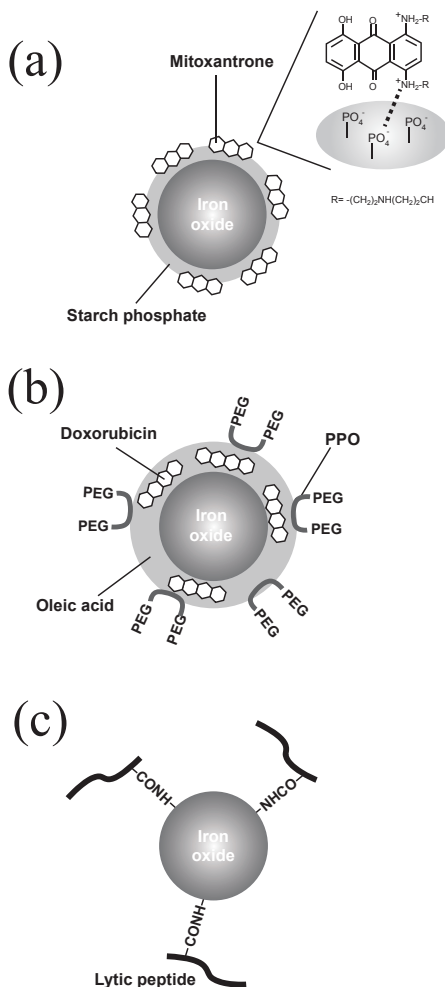 (a)
Mitoxantrone
OH O ⁺NH₂-R
OH O ⁺NH₂-R
PO₄⁻ PO₄⁻ PO₄⁻
R= -(CH₂)₂NH(CH₂)₂CH
Iron
oxide
Starch phosphate
(b)
PEG PEG
Doxorubicin
PPO
PEG
PEG
PEG
PEG
Iron
oxide
Oleic acid
PEG
PEG
PEG
PEG
(c)
CONH
NHCO
Iron
oxide
CONH
Lytic peptide